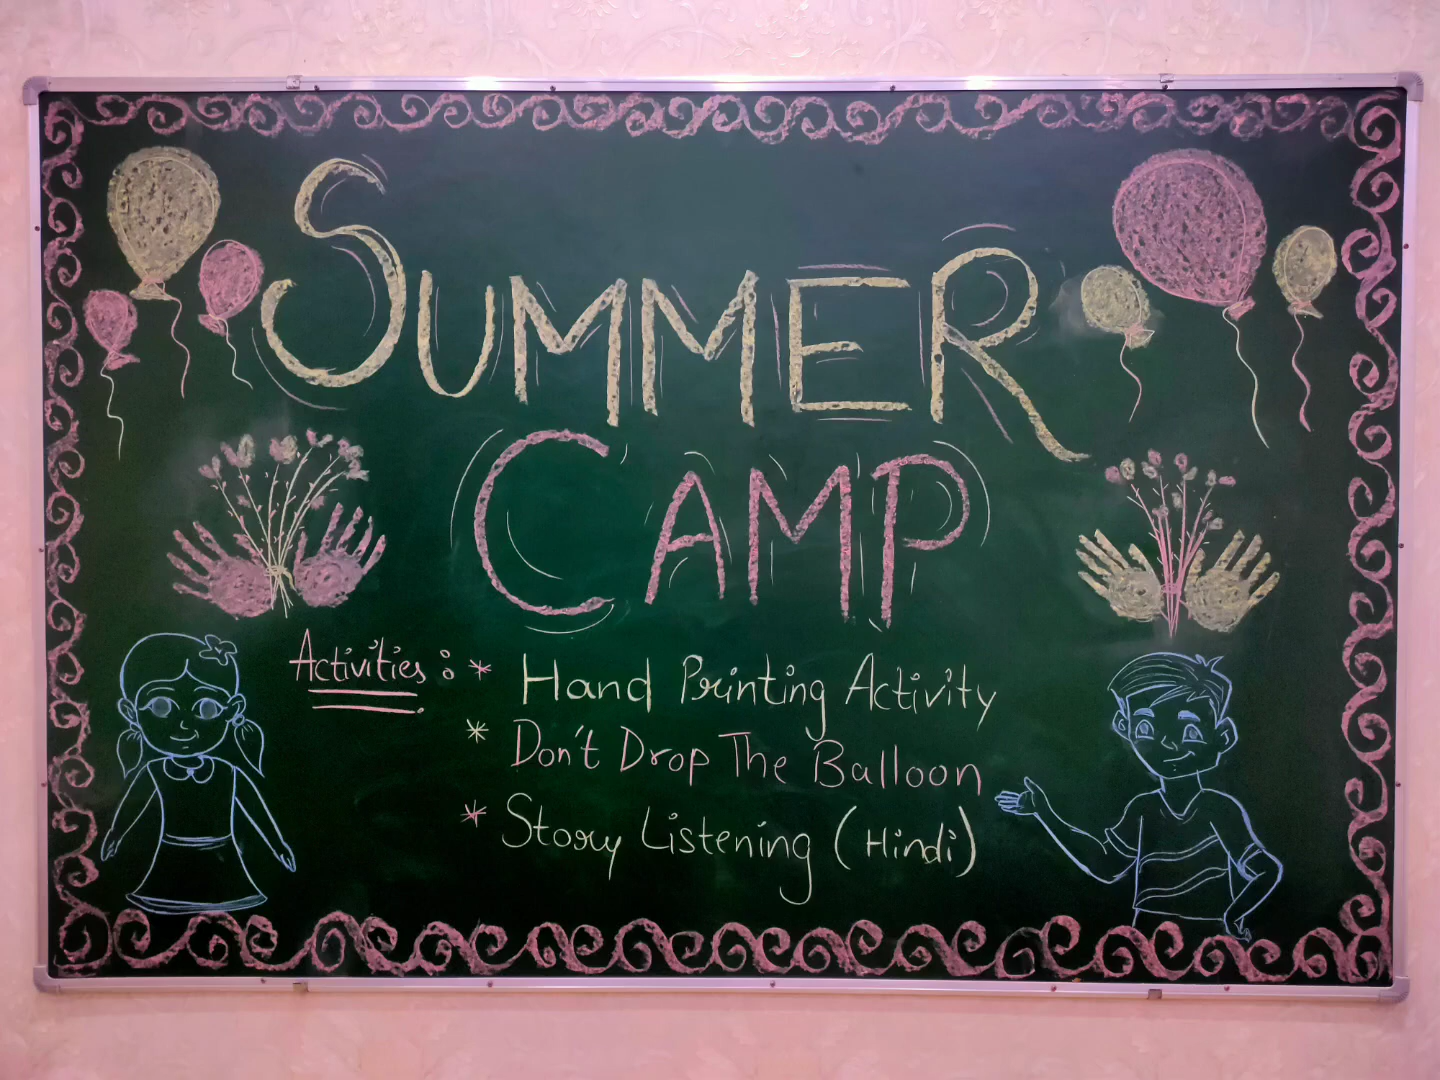 SUMMER
CAMP
Activities : * Hand Printing Activity
* Don't Drop The Balloon
* Story Listening (Hindi)